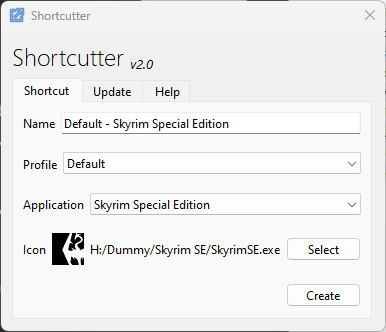 Shortcutter
Shortcutter v2.0
Shortcut Update Help
Name Default - Skyrim Special Edition
Profile Default
Application Skyrim Special Edition
Icon H:/Dummy/Skyrim SE/SkyrimSE.exe Select
Create